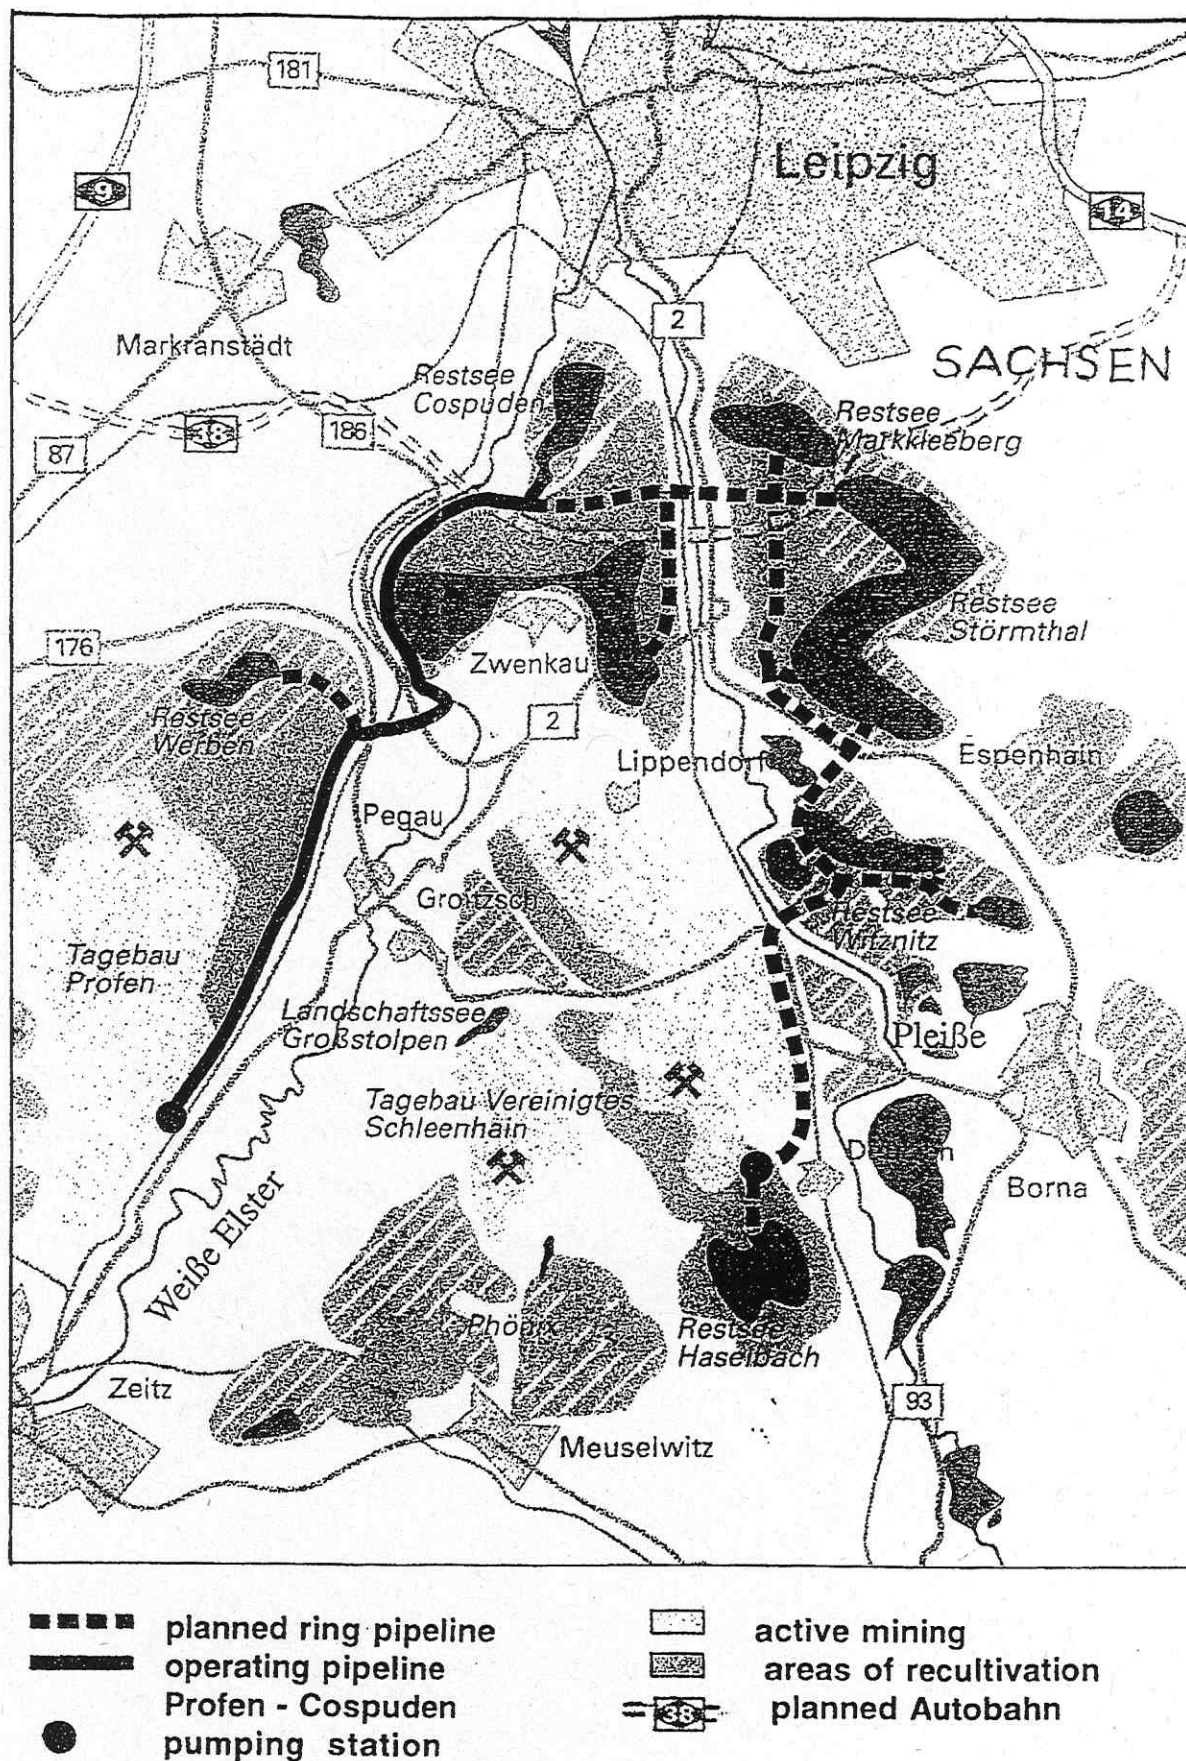 181
Leipzig
9
14
2
Markranstädt
SACHSEN
Restsee
Cospuden
Restsee
Markkleeberg
38
186
87
Restsee
Störmthal
176
Zwenkau
Restsee
Werben
2
Lippendorf
Espenhain
Pegau
Groitzsch
Restsee
Witznitz
Tagebau
Profen
Landschaftssee
Großstolpen
Pleiße
Tagebau Vereinigtes
Schleenhain
Borna
Weiße Elster
Phönix
Restsee
Haselbach
Zeitz
93
Meuselwitz
planned ring pipeline
operating pipeline
Profen - Cospuden
pumping station
active mining
areas of recultivation
38
planned Autobahn